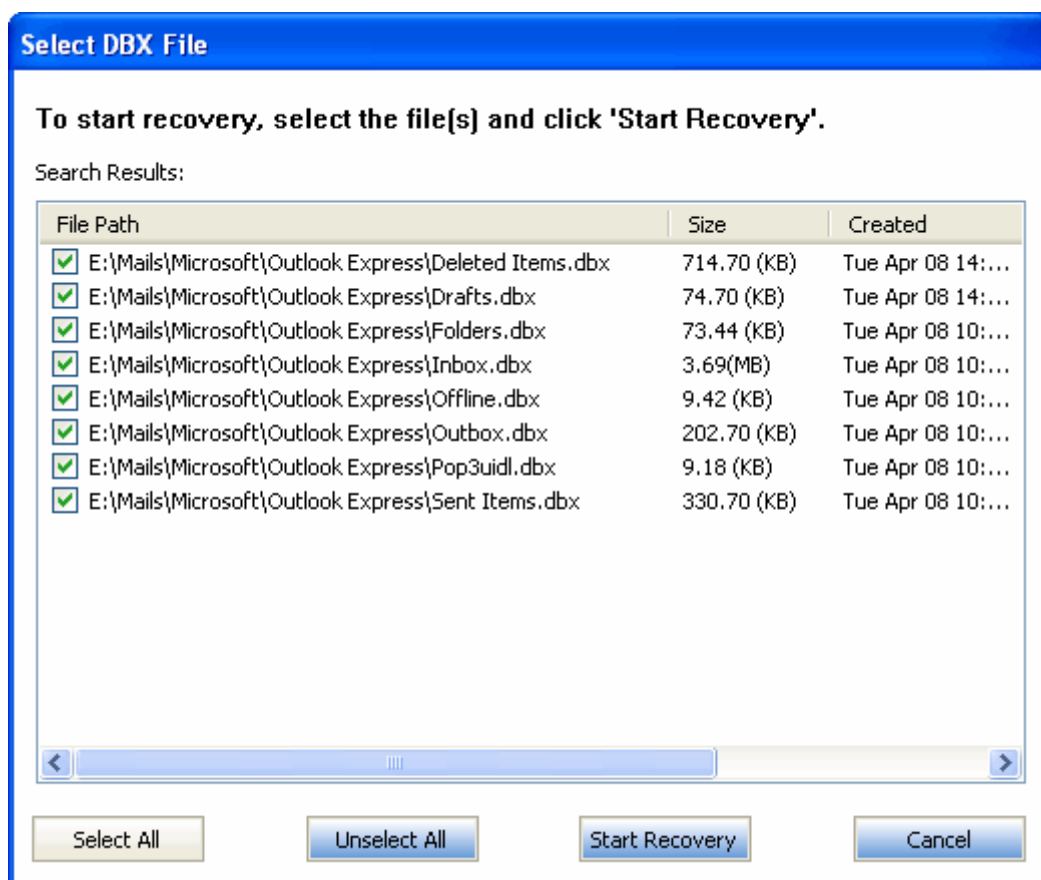 Select DBX File
To start recovery, select the file(s) and click 'Start Recovery'.
Search Results:
File Path Size Created
E:\Mails\Microsoft\Outlook Express\Deleted Items.dbx 714.70 (KB) Tue Apr 08 14:...
E:\Mails\Microsoft\Outlook Express\Drafts.dbx 74.70 (KB) Tue Apr 08 14:...
E:\Mails\Microsoft\Outlook Express\Folders.dbx 73.44 (KB) Tue Apr 08 10:...
E:\Mails\Microsoft\Outlook Express\Inbox.dbx 3.69(MB) Tue Apr 08 10:...
E:\Mails\Microsoft\Outlook Express\Offline.dbx 9.42 (KB) Tue Apr 08 10:...
E:\Mails\Microsoft\Outlook Express\Outbox.dbx 202.70 (KB) Tue Apr 08 10:...
E:\Mails\Microsoft\Outlook Express\Pop3uidl.dbx 9.18 (KB) Tue Apr 08 10:...
E:\Mails\Microsoft\Outlook Express\Sent Items.dbx 330.70 (KB) Tue Apr 08 10:...
Select All Unselect All Start Recovery Cancel